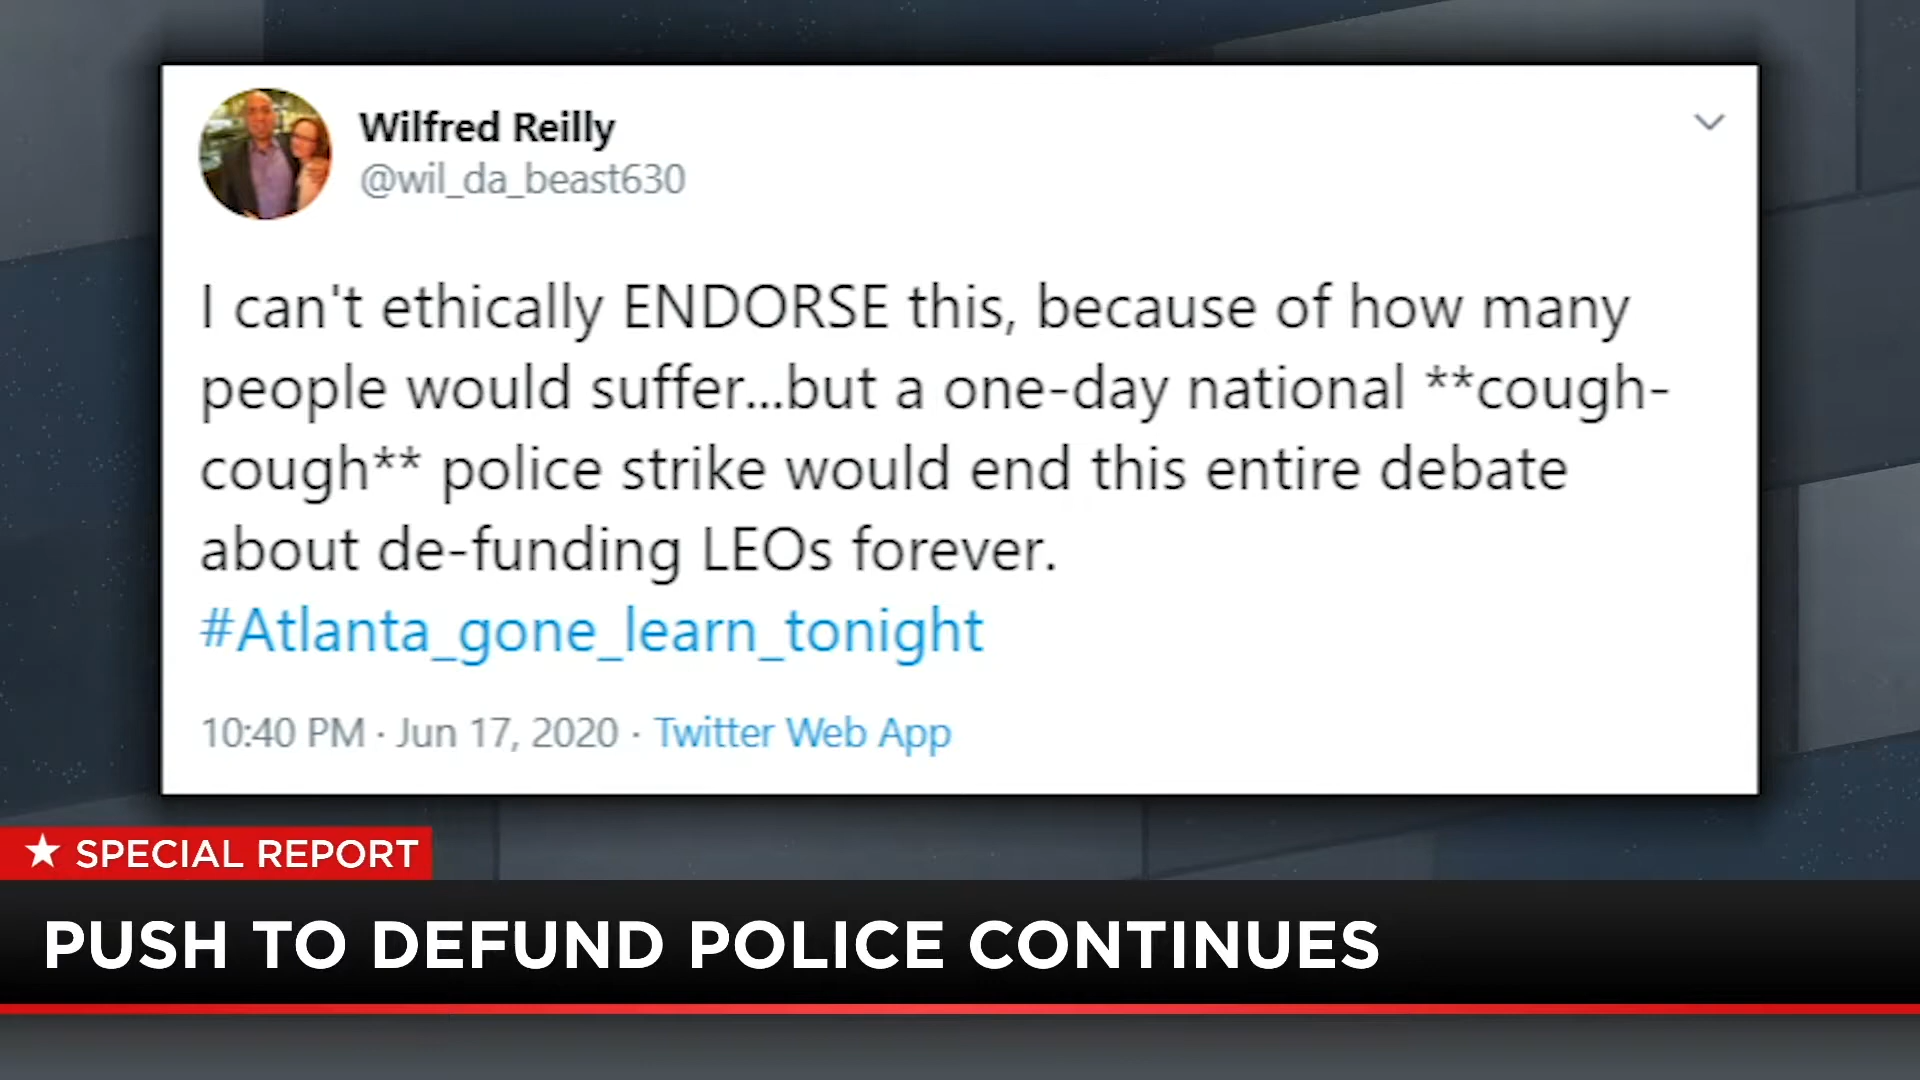 Wilfred Reilly
@wil_da_beast630
I can't ethically ENDORSE this, because of how many
people would suffer...but a one-day national **cough-
cough** police strike would end this entire debate
about de-funding LEOs forever.
#Atlanta_gone_learn_tonight
10:40 PM · Jun 17, 2020 · Twitter Web App
★ SPECIAL REPORT
PUSH TO DEFUND POLICE CONTINUES